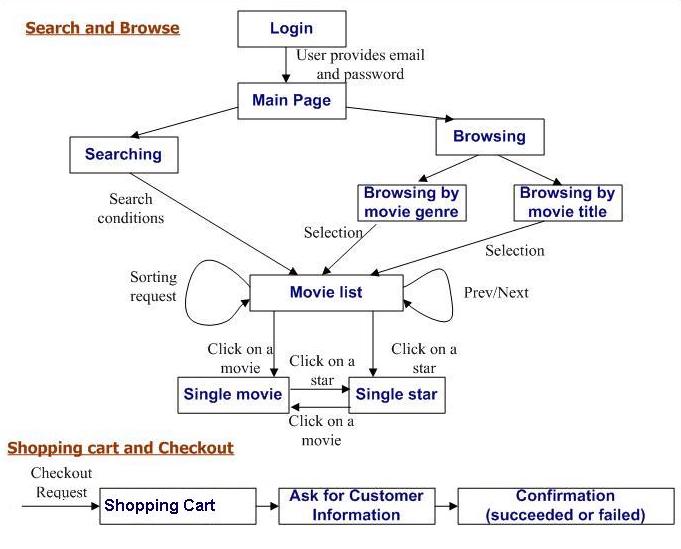 Search and Browse
Login
User provides email
and password
Main Page
Searching
Browsing
Search
conditions
Browsing by
movie genre
Browsing by
movie title
Selection
Selection
Sorting
request
Movie list
Prev/Next
Click on a
movie
Click on a
star
Click on a
star
Single movie
Single star
Click on a
movie
Shopping cart and Checkout
Checkout
Request
Shopping Cart
Ask for Customer
Information
Confirmation
(succeeded or failed)